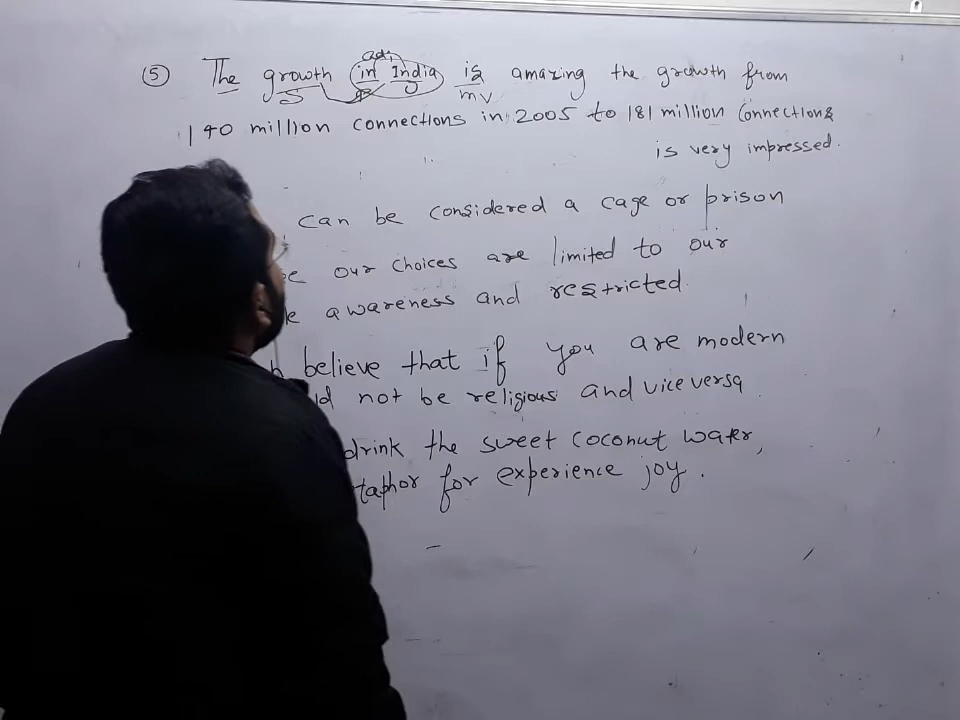 ⑤ The growth in India is amazing the growth from
adj
S mv
140 million connections in 2005 to 181 million connections
is very impressed.
can be considered a cage or prison
our choices are limited to our
awareness and restricted.
believe that if you are modern
not be religious and vice versa
drink the sweet coconut water,
for experience joy.